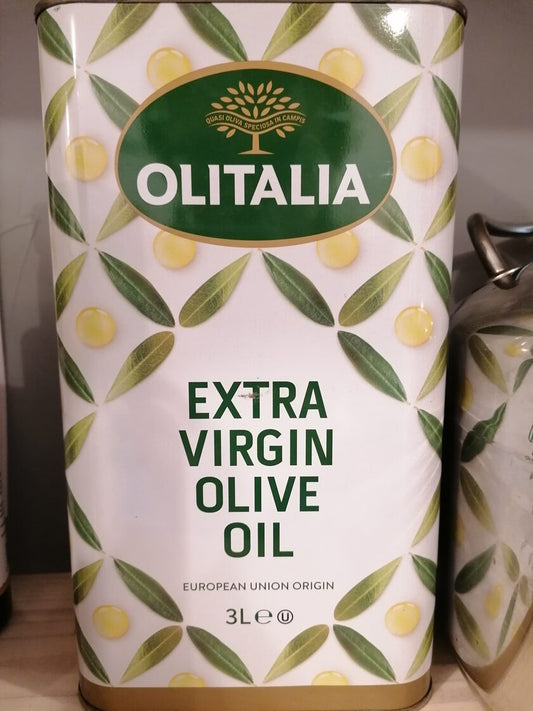 QUASI OLIVA SPECIOSA IN CAMPIS
OLITALIA
EXTRA
VIRGIN
OLIVE
OIL
EUROPEAN UNION ORIGIN
3L℮ Ⓤ